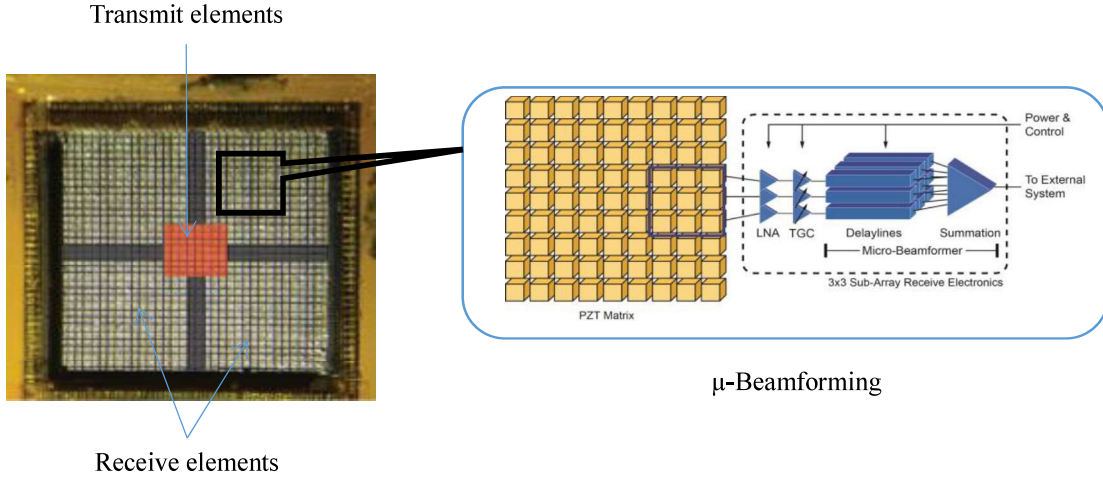 Transmit elements
Receive elements
Power &
Control
To External
System
LNA
TGC
Delaylines
Summation
Micro-Beamformer
3x3 Sub-Array Receive Electronics
PZT Matrix
μ-Beamforming